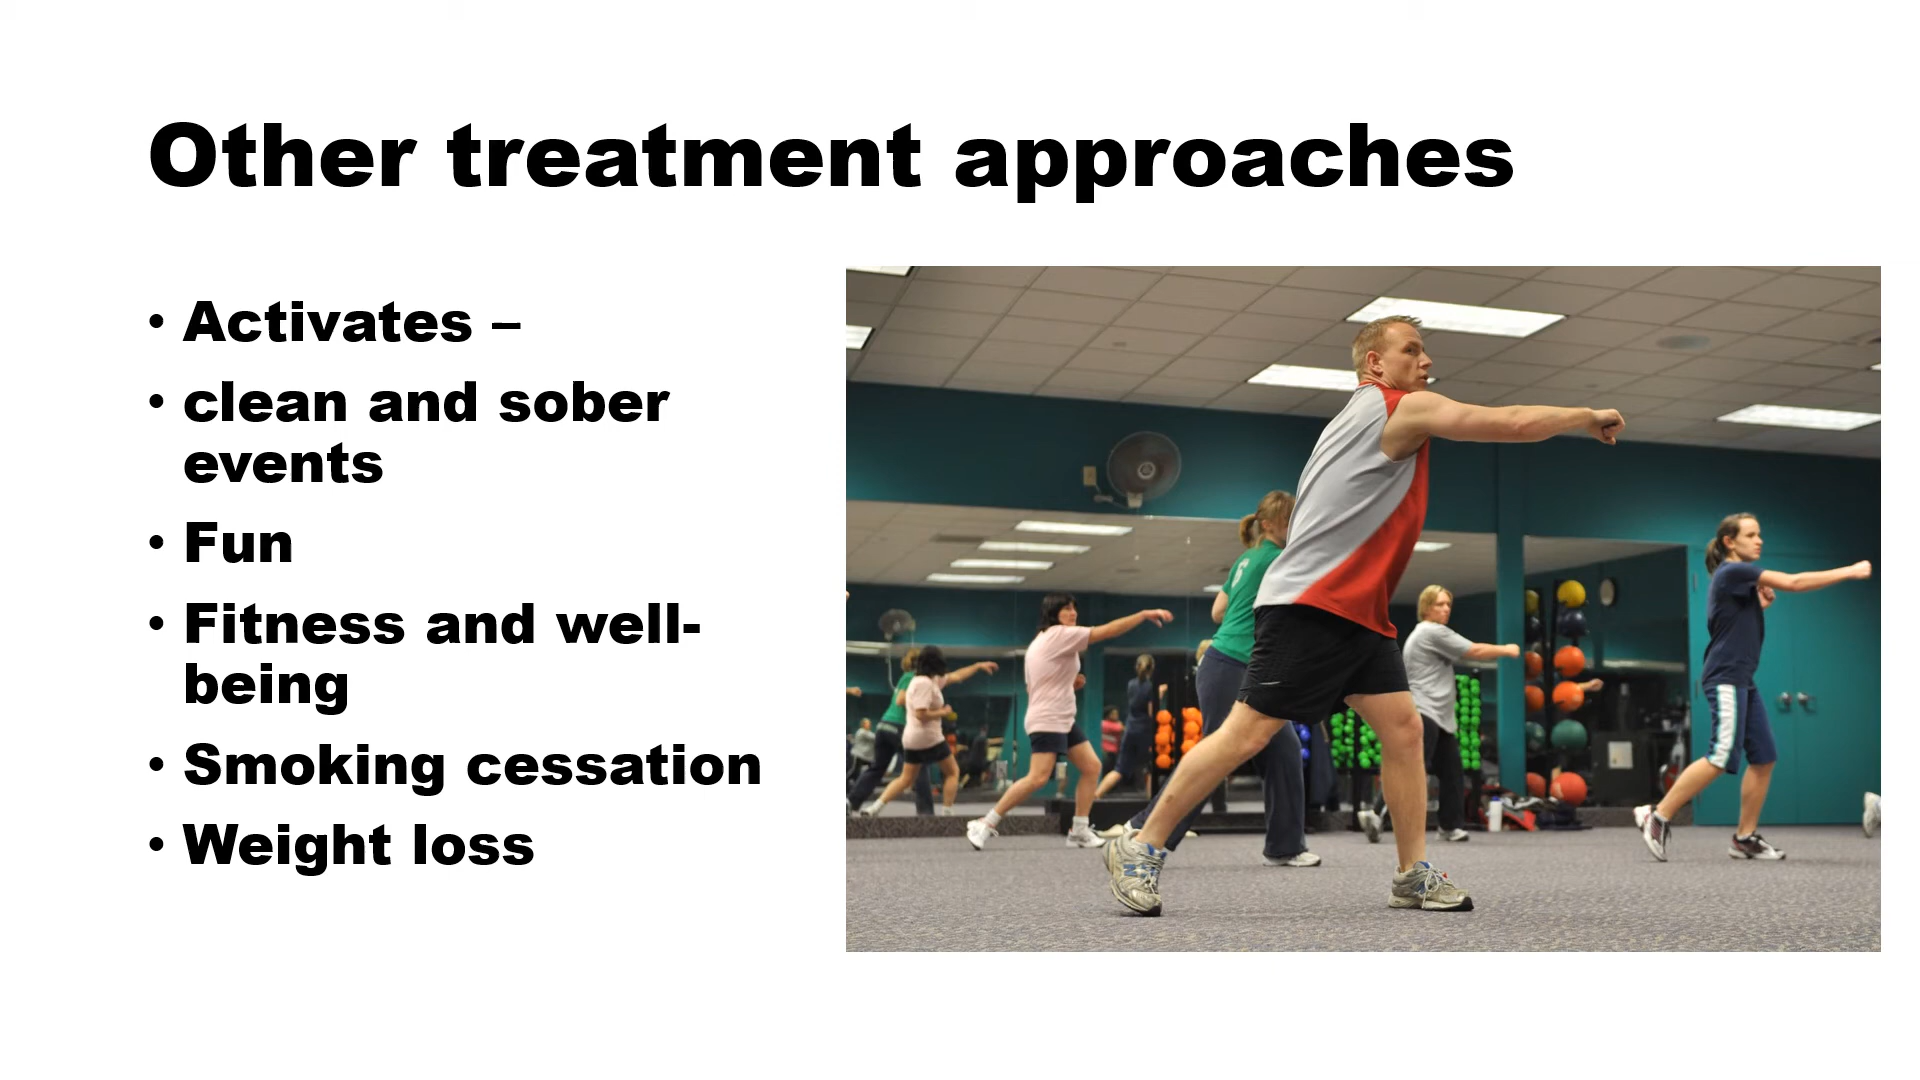 Other treatment approaches
• Activates –
• clean and sober
events
• Fun
• Fitness and well-
being
• Smoking cessation
• Weight loss